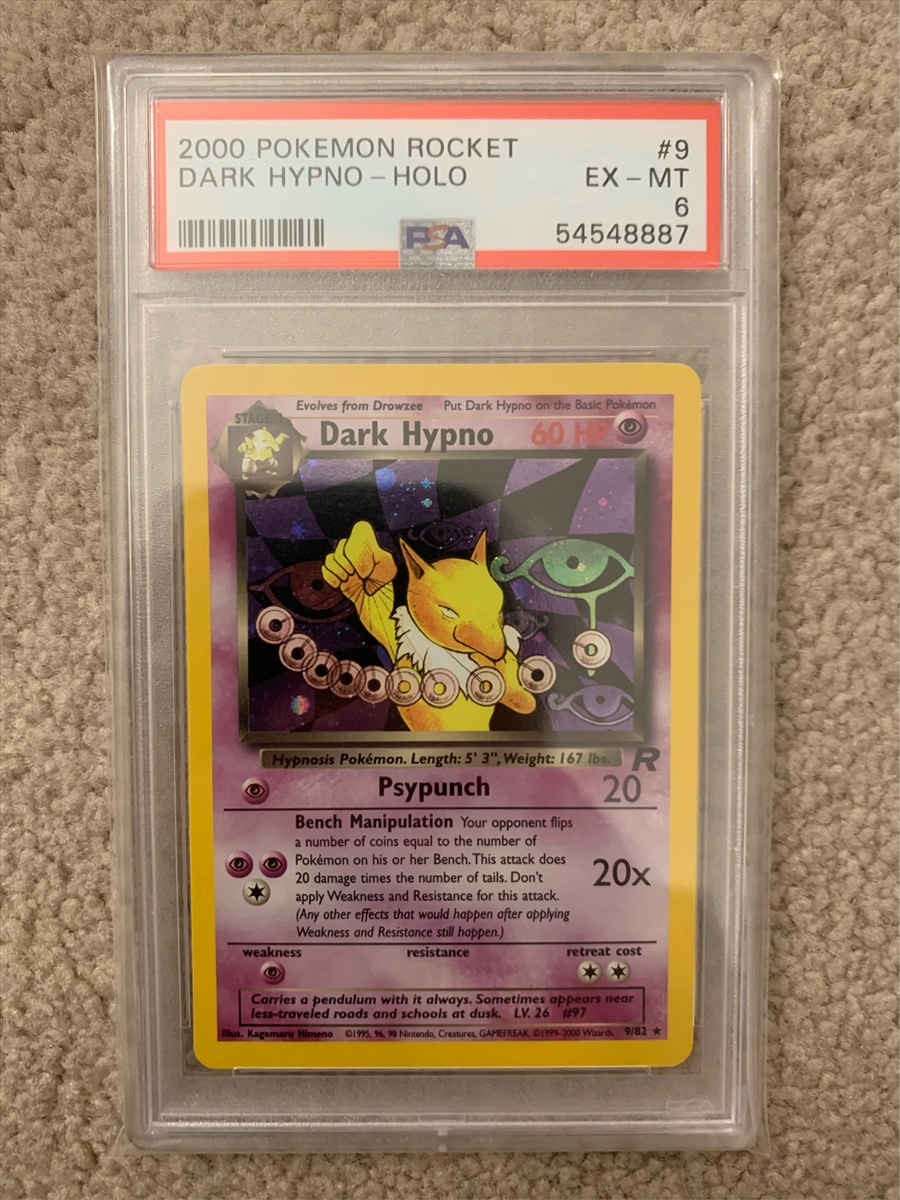 2000 POKEMON ROCKET #9
DARK HYPNO – HOLO EX – MT
6
PSA 54548887
Evolves from Drowzee Put Dark Hypno on the Basic Pokémon
STAGE 1
Dark Hypno 60 HP
Hypnosis Pokémon. Length: 5' 3", Weight: 167 lbs.
R
Psypunch 20
Bench Manipulation Your opponent flips
a number of coins equal to the number of
Pokémon on his or her Bench. This attack does
20 damage times the number of tails. Don't
apply Weakness and Resistance for this attack.
(Any other effects that would happen after applying
Weakness and Resistance still happen.)
20x
weakness resistance retreat cost
Carries a pendulum with it always. Sometimes appears near
less-traveled roads and schools at dusk. LV. 26 #97
Illus. Kagemaru Himeno ©1995, 96, 98 Nintendo, Creatures, GAMEFREAK. ©1999-2000 Wizards. 9/82 ★